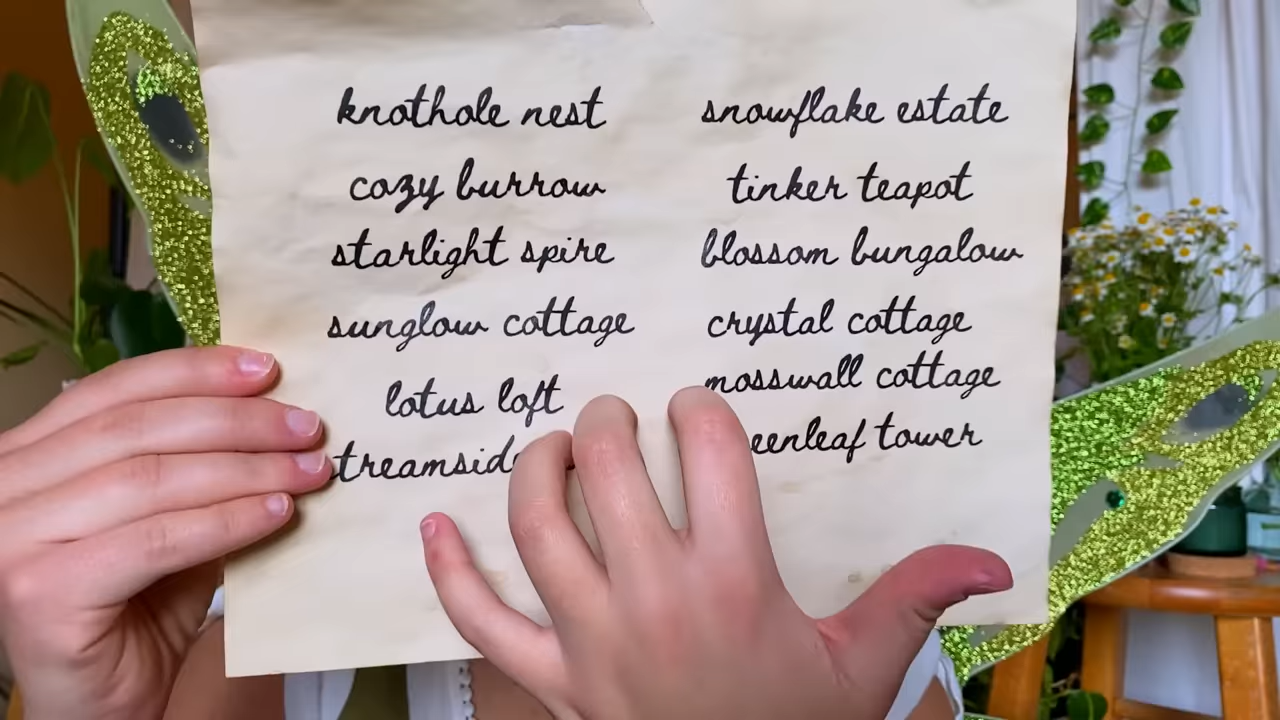 knothole nest
cozy burrow
starlight spire
sunglow cottage
lotus loft
snowflake estate
tinker teapot
blossom bungalow
crystal cottage
mosswall cottage
tower